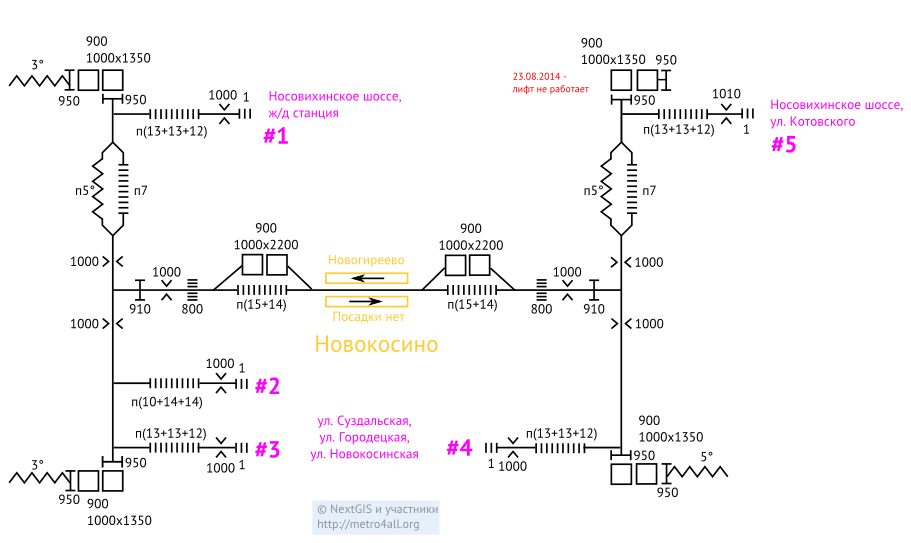 900
1000x1350
3°
950
950
1000
1
п(13+13+12)
Носовихинское шоссе,
ж/д станция
#1
900
1000x1350
950
950
23.08.2014 -
лифт не работает
1010
1
п(13+13+12)
Носовихинское шоссе,
ул. Котовского
#5
п5°
п7
п5°
п7
900
1000x2200
900
1000x2200
1000
1000
910
800
п(15+14)
Новогиреево
Посадки нет
Новокосино
п(15+14)
800
1000
910
1000
1000
1000
1000
1
#2
п(10+14+14)
п(13+13+12)
1000
1
#3
ул. Суздальская,
ул. Городецкая,
ул. Новокосинская
#4
1
1000
п(13+13+12)
900
1000x1350
950
5°
950
3°
950
950
900
1000x1350
© NextGIS и участники
http://metro4all.org